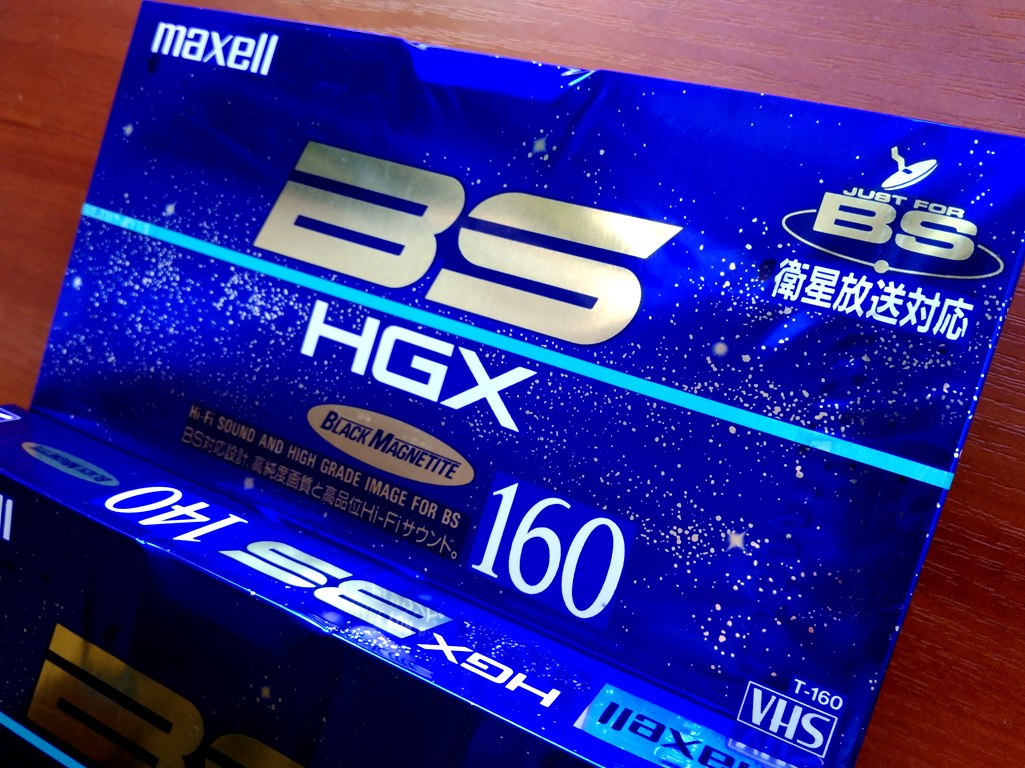 maxell
BS
HGX
JUST FOR
BS
衛星放送対応
BLACK MAGNETITE
Hi-Fi SOUND AND HIGH GRADE IMAGE FOR BS
BS対応設計、高純度画質と高品位Hi-Fiサウンド。
160
T-160
VHS
140
BS
HGX
maxell